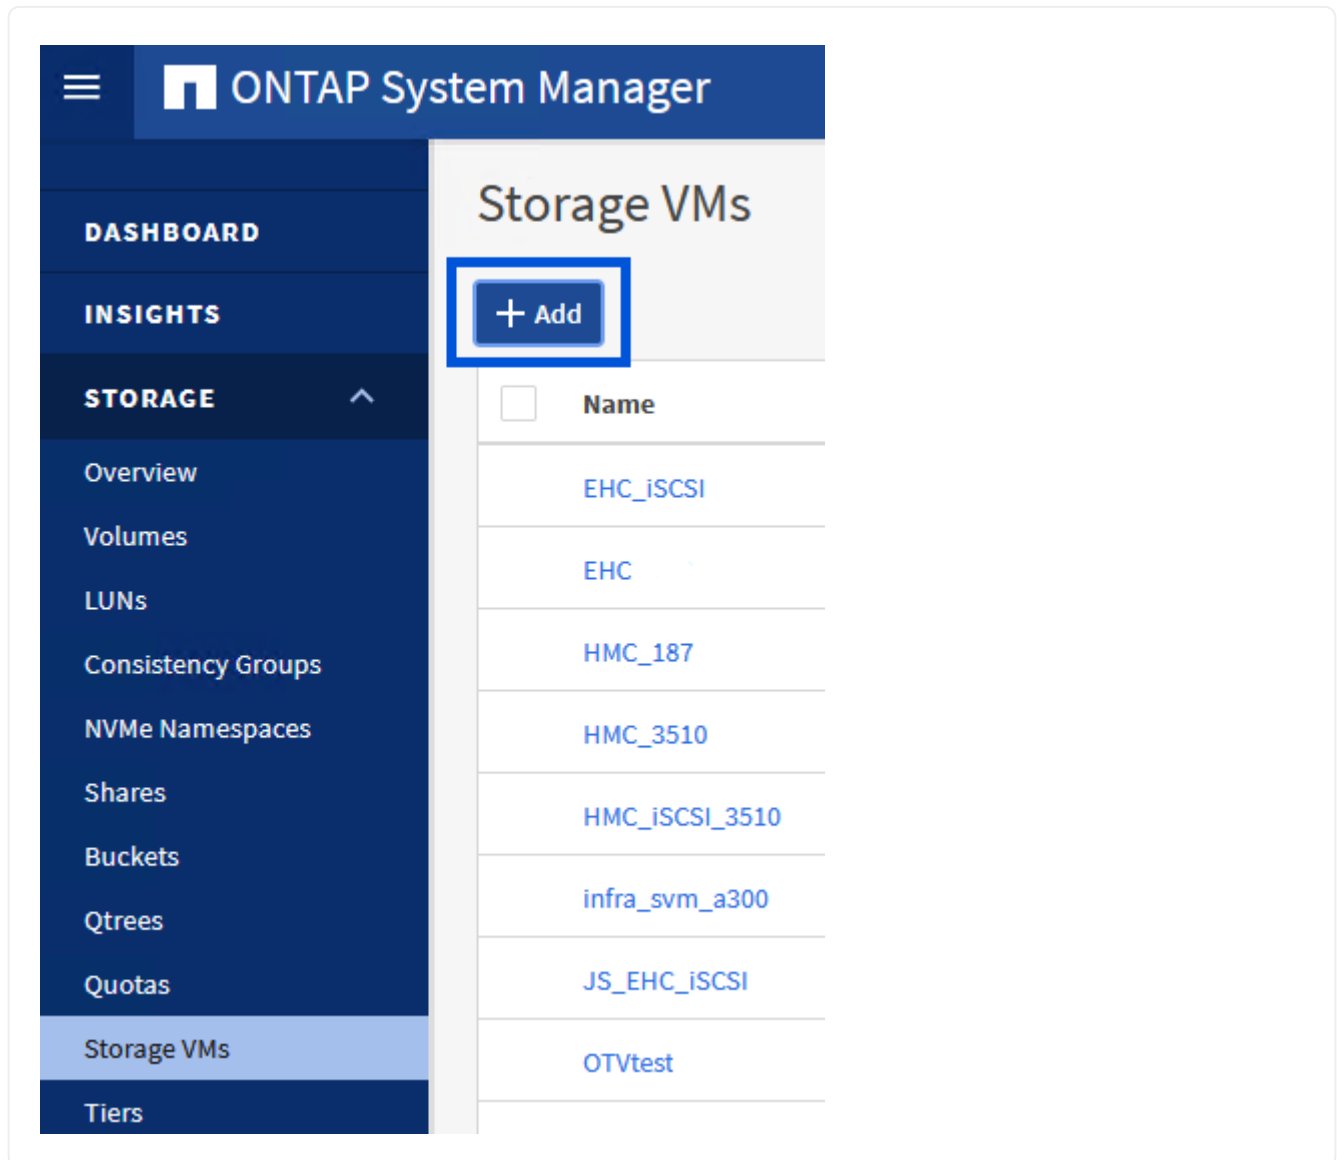 ONTAP System Manager
DASHBOARD
INSIGHTS
STORAGE
Overview
Volumes
LUNs
Consistency Groups
NVMe Namespaces
Shares
Buckets
Qtrees
Quotas
Storage VMs
Tiers
Storage VMs
+ Add
Name
EHC_iSCSI
EHC
HMC_187
HMC_3510
HMC_iSCSI_3510
infra_svm_a300
JS_EHC_iSCSI
OTVtest